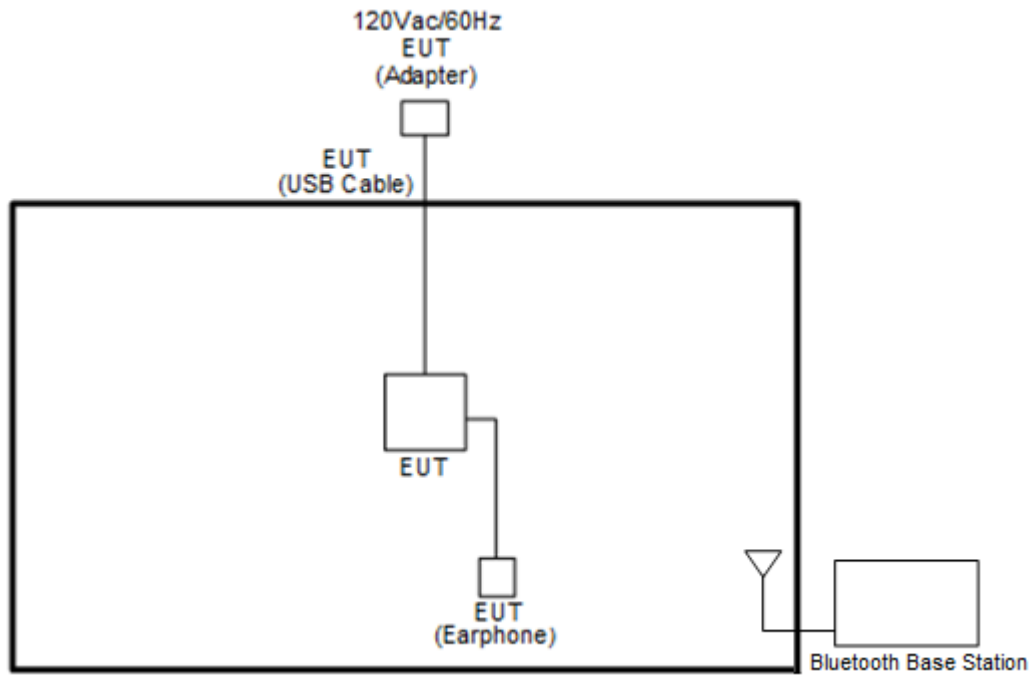 120Vac/60Hz
EUT
(Adapter)
EUT
(USB Cable)
EUT
EUT
(Earphone)
Bluetooth Base Station